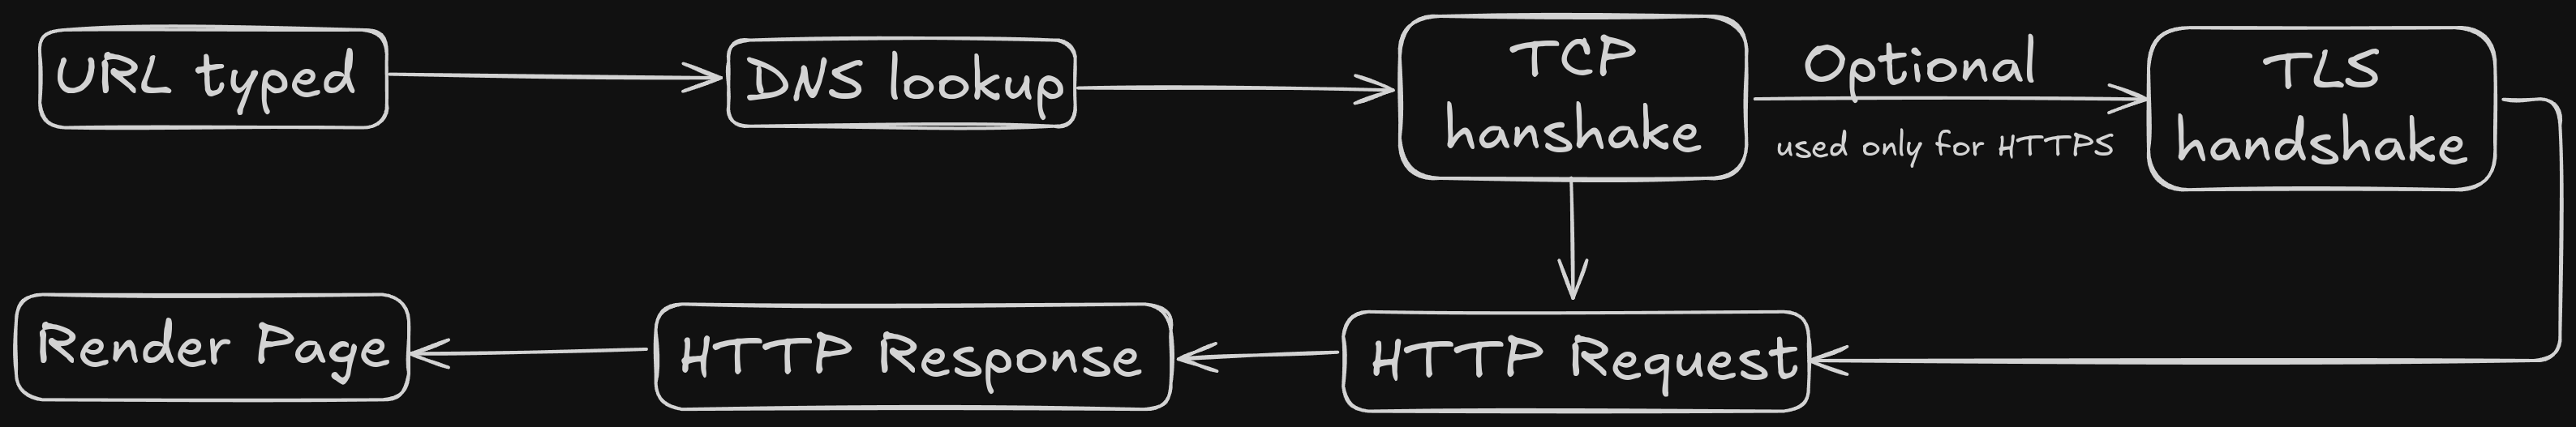 URL typed
DNS lookup
TCP
hanshake
Optional
used only for HTTPS
TLS
handshake
Render Page
HTTP Response
HTTP Request